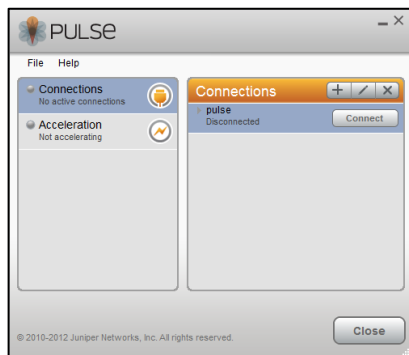 PULSE
File Help
Connections
No active connections
Acceleration
Not accelerating
Connections
pulse
Disconnected
Connect
© 2010-2012 Juniper Networks, Inc. All rights reserved.
Close